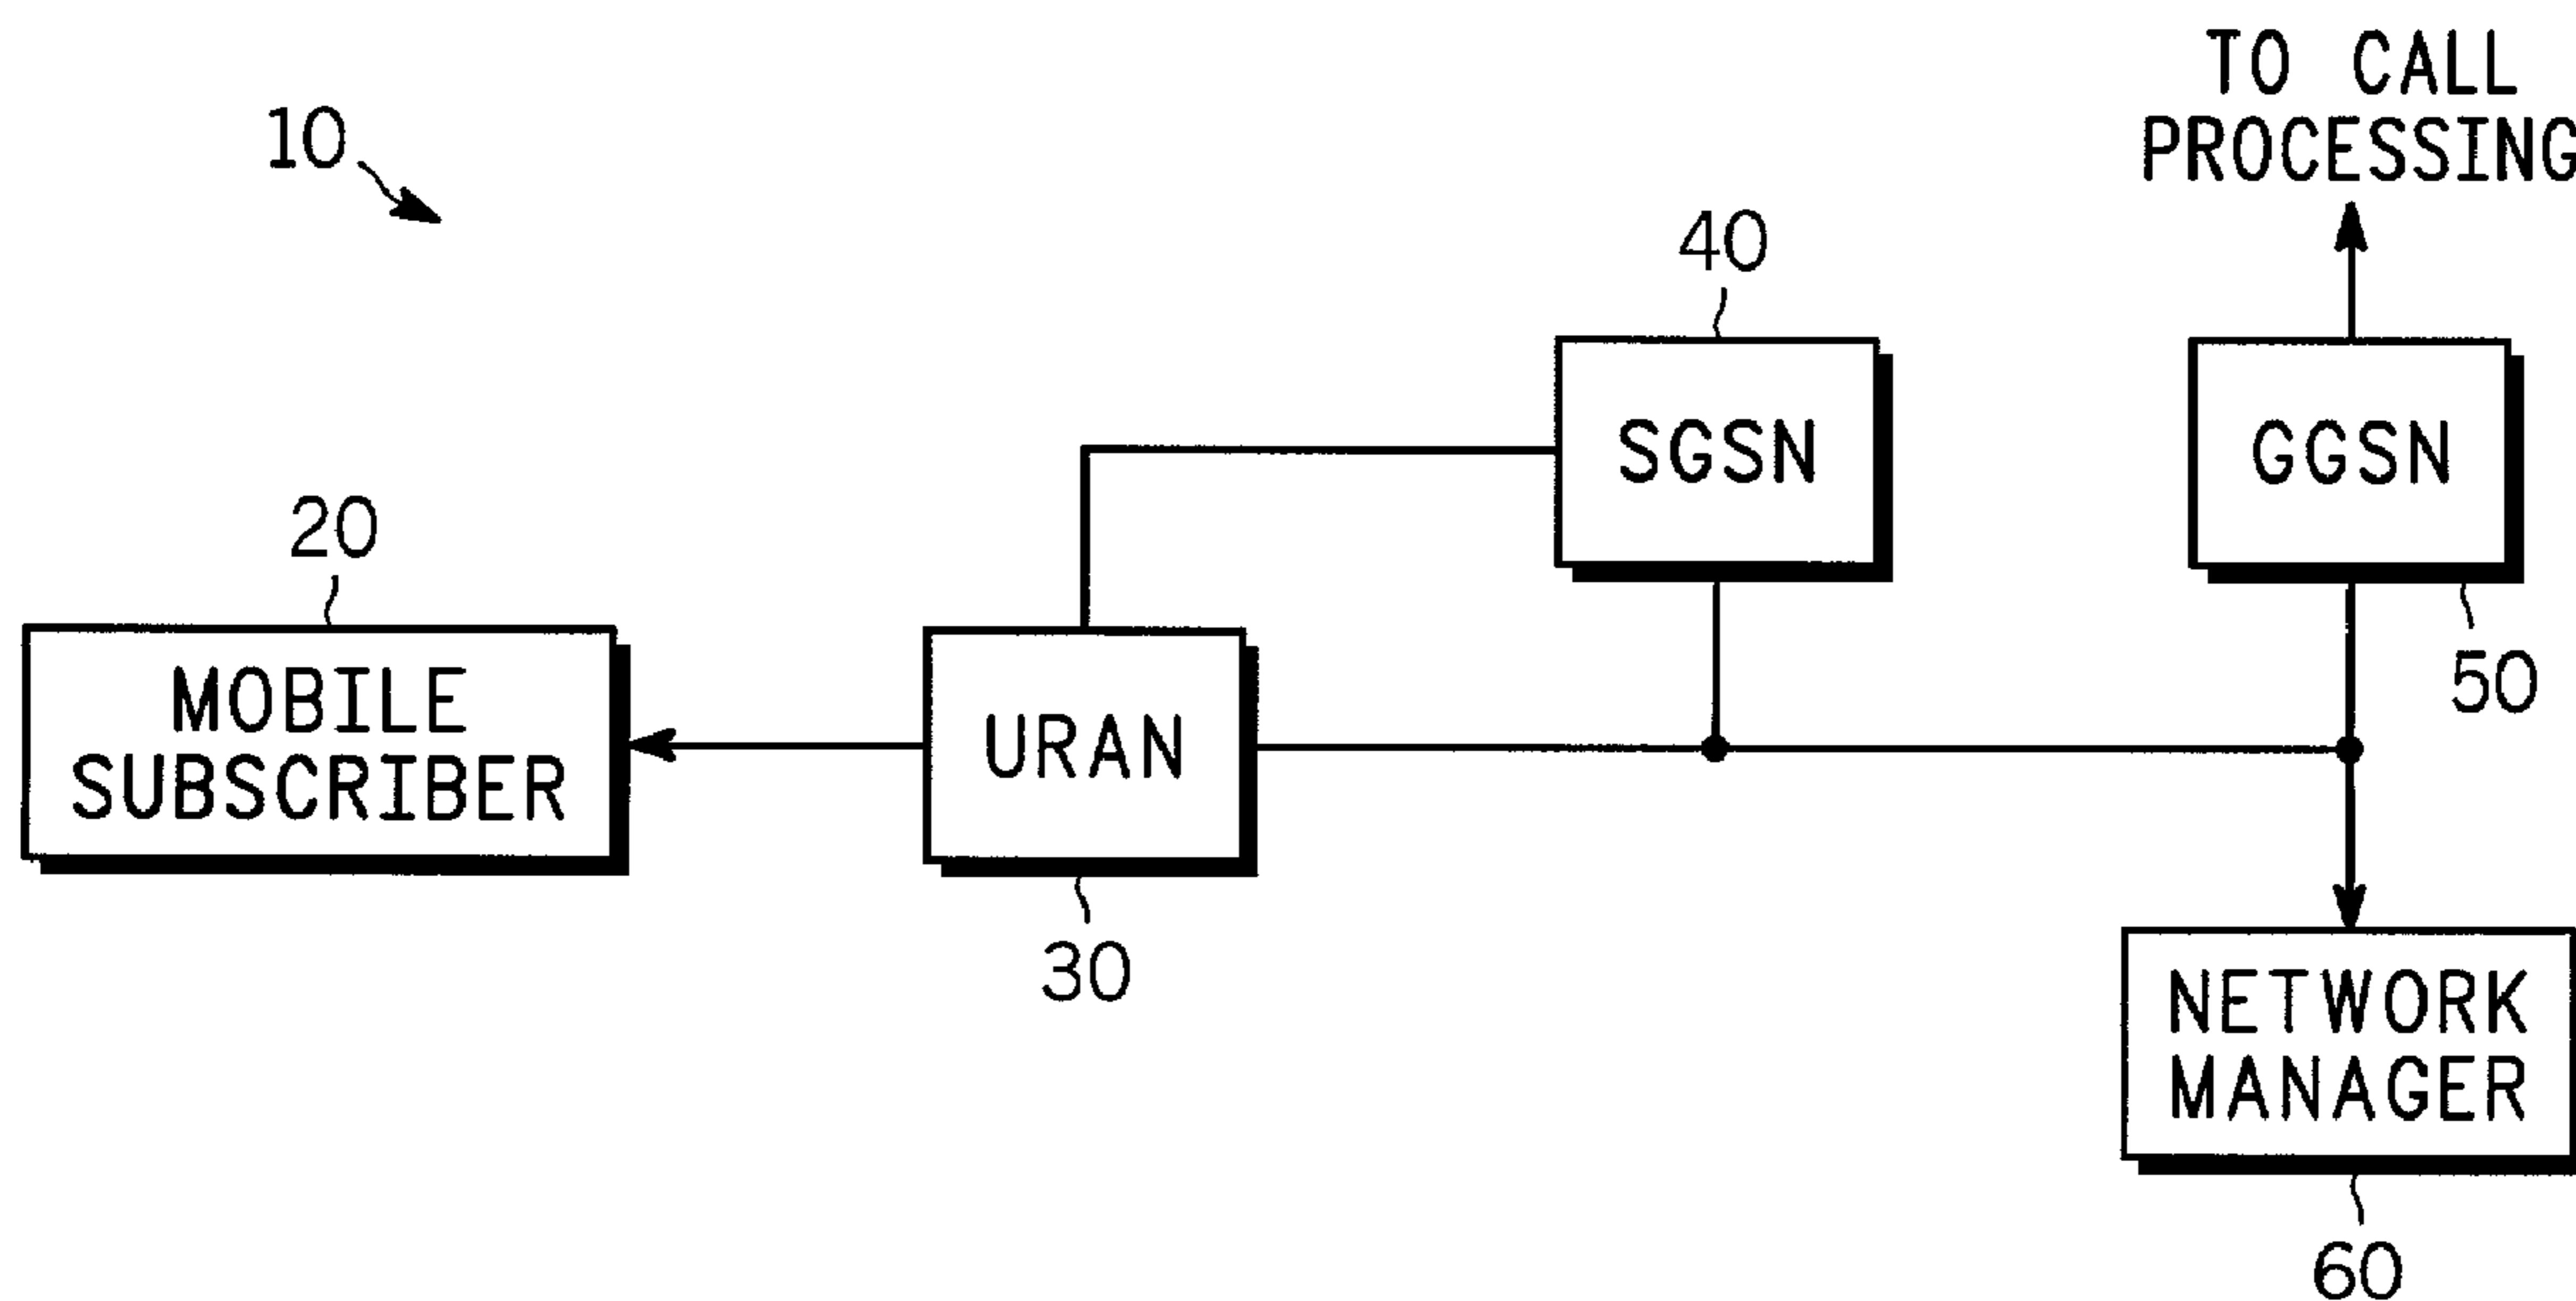 TO CALL
PROCESSING
10
40
SGSN
GGSN
20
50
MOBILE
SUBSCRIBER
URAN
30
NETWORK
MANAGER
60